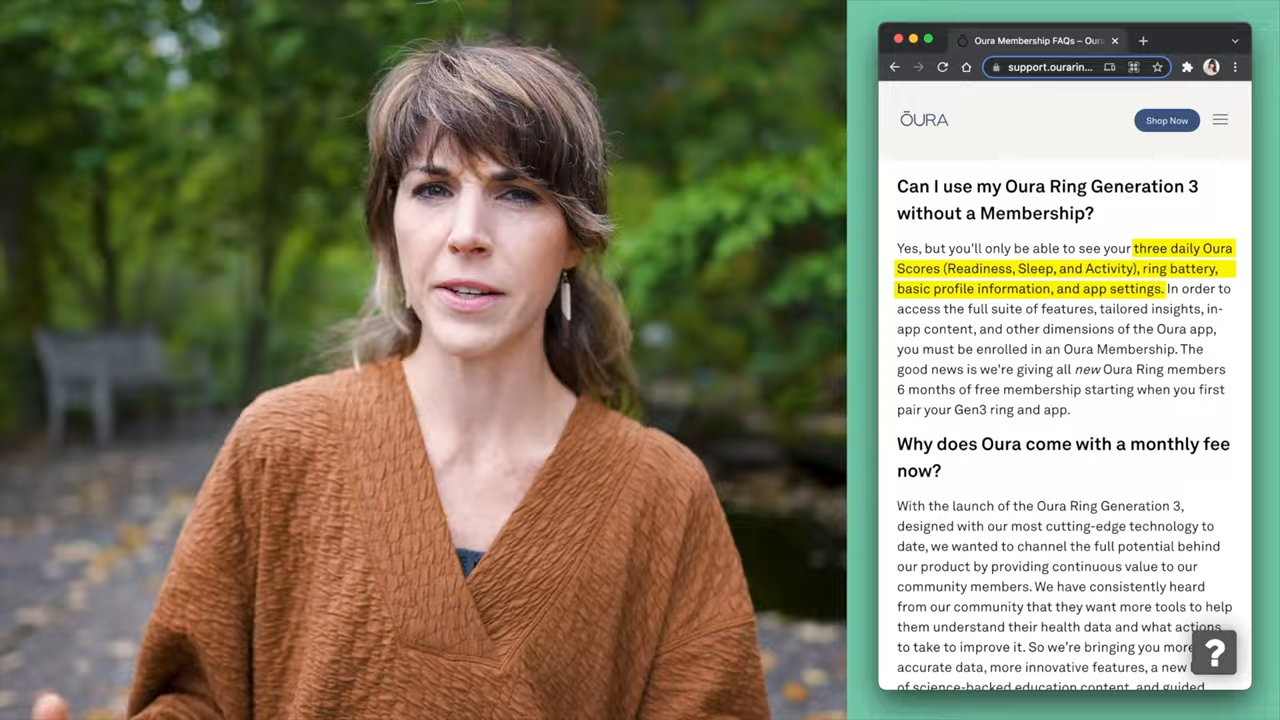 Oura Membership FAQs – Our
support.ourarin...
ŌURA
Shop Now
Can I use my Oura Ring Generation 3
without a Membership?
Yes, but you'll only be able to see your three daily Oura
Scores (Readiness, Sleep, and Activity), ring battery,
basic profile information, and app settings. In order to
access the full suite of features, tailored insights, in-
app content, and other dimensions of the Oura app,
you must be enrolled in an Oura Membership. The
good news is we're giving all new Oura Ring members
6 months of free membership starting when you first
pair your Gen3 ring and app.
Why does Oura come with a monthly fee
now?
With the launch of the Oura Ring Generation 3,
designed with our most cutting-edge technology to
date, we wanted to channel the full potential behind
our product by providing continuous value to our
community members. We have consistently heard
from our community that they want more tools to help
them understand their health data and what actions
to take to improve it. So we're bringing you more
accurate data, more innovative features, a new
of science-backed education content, and guided
?